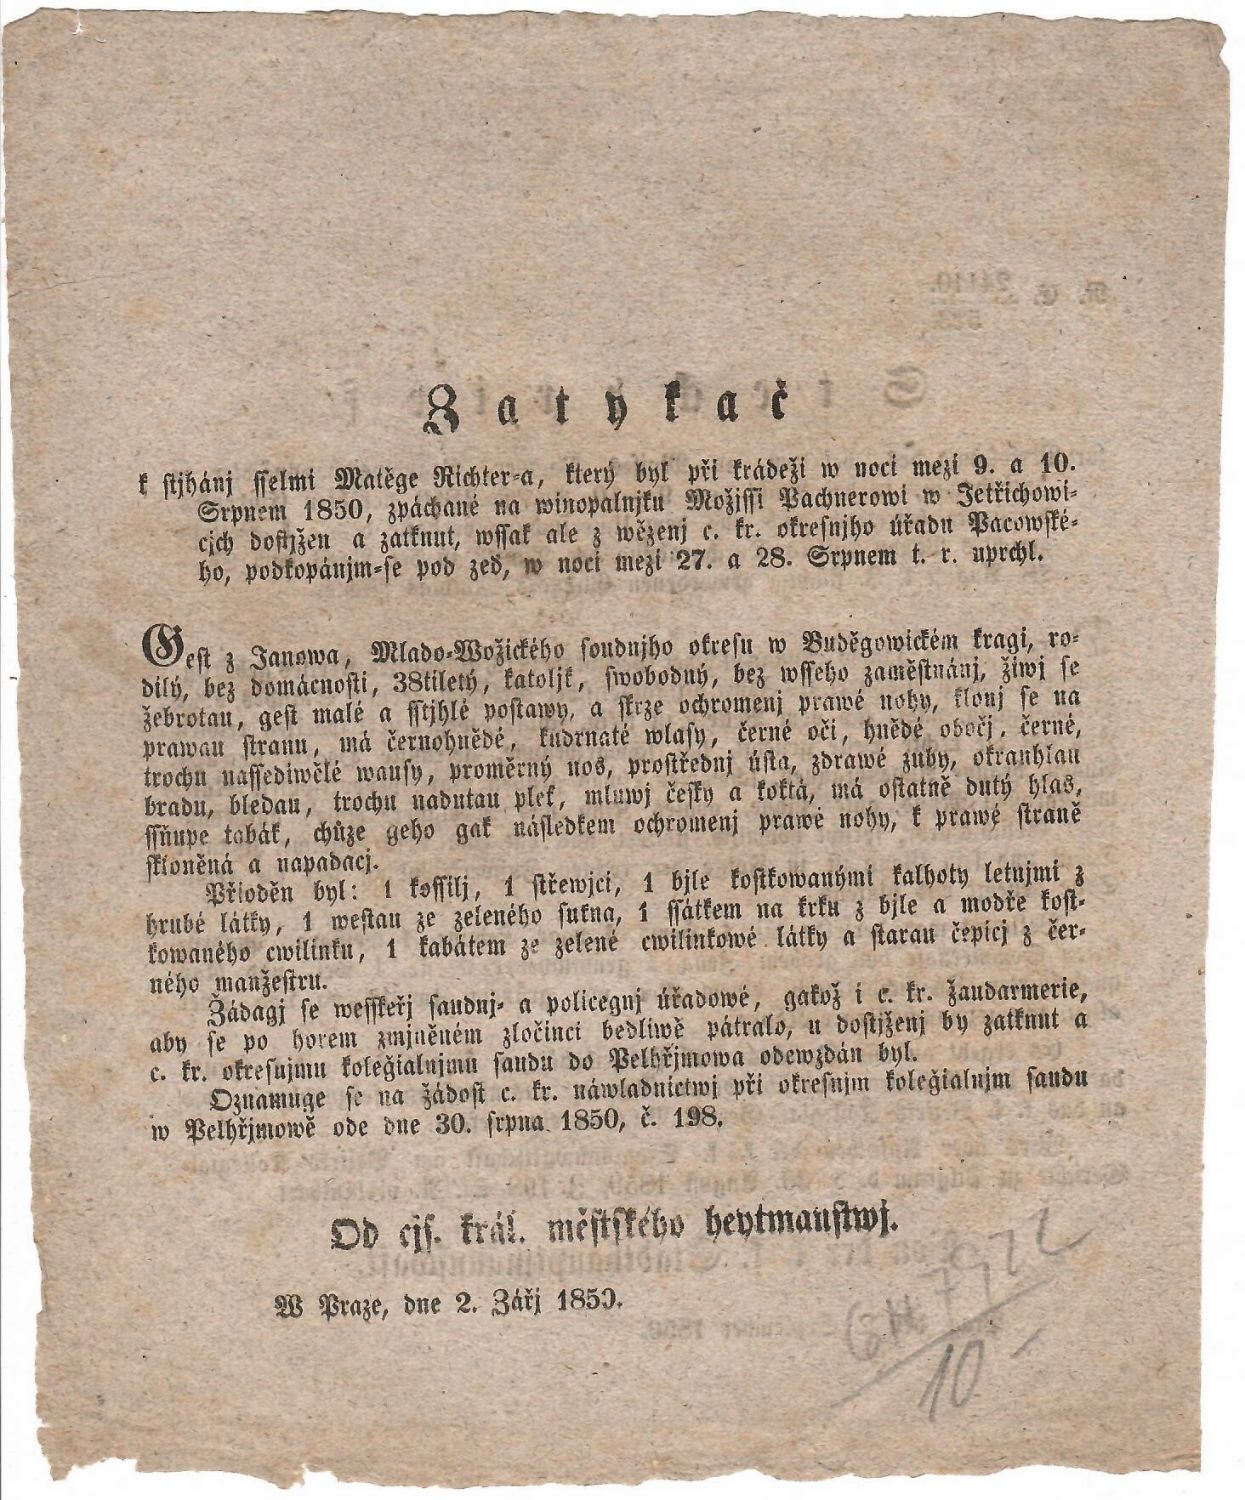 Zatykač
k stjhánj sselmi Matěge Richter-a, který byl při krádeži w noci mezi 9. a 10.
Srpnem 1850, zpáchané na winopalnjku Možissi Pachnerowi w Jetřichowi-
cjch dostjžen a zatknut, wssak ale z wězenj c. kr. okresnjho úřadu Pacowské-
ho, podkopánjm-se pod zeď, w noci mezi 27. a 28. Srpnem t. r. uprchl.
Gest z Janowa, Mlado-Wožického soudnjho okresu w Buděgowickém kragi, ro-
dilý, bez domácnosti, 38tiletý, katoljk, swobodný, bez wsseho zaměstnánj, žiwj se
žebrotau, gest malé a sstjhlé postawy, a skrze ochromenj prawé nohy, klonj se na
prawau stranu, má černohnědé, kudrnaté wlasy, černé oči, hnědé obočj, černé,
trochu nassediwělé wausy, proměrný nos, prostřednj ústa, zdrawé zuby, okrauhlau
bradu, bledau, trochu nadutau pleť, mluwj česky a koktá, má ostatně dutý hlas,
ssňupe tabák, chůze geho gak následkem ochromenj prawé nohy, k prawé straně
skloněná a napadacj.
Přioděn byl: 1 kossilj, 1 střewjci, 1 bjle kostkowanými kalhoty letnjmi z
hrubé látky, 1 westau ze zeleného sukna, 1 ssátkem na krku z bjle a modře kost-
kowaného cwilinku, 1 kabátem ze zelené cwilinkowé látky a starau čepicj z čer-
ného manžestru.
Žádagj se wesskeřj saudnj- a policegnj úřadowé, gakož i c. kr. žandarmerie,
aby se po horem zmjněném zločinci bedliwě pátralo, u dostjženj by zatknut a
c. kr. okresnjmu kolegialnjmu saudu do Pelhřjmowa odewzdán byl.
Oznamuge se na žádost c. kr. náwladnictwj při okresnjm kolegialnjm saudu
w Pelhřjmowě ode dne 30. srpna 1850, č. 198.
Od cjs. král. městského heytmanstwj.
W Praze, dne 2. Zářj 1850.
10